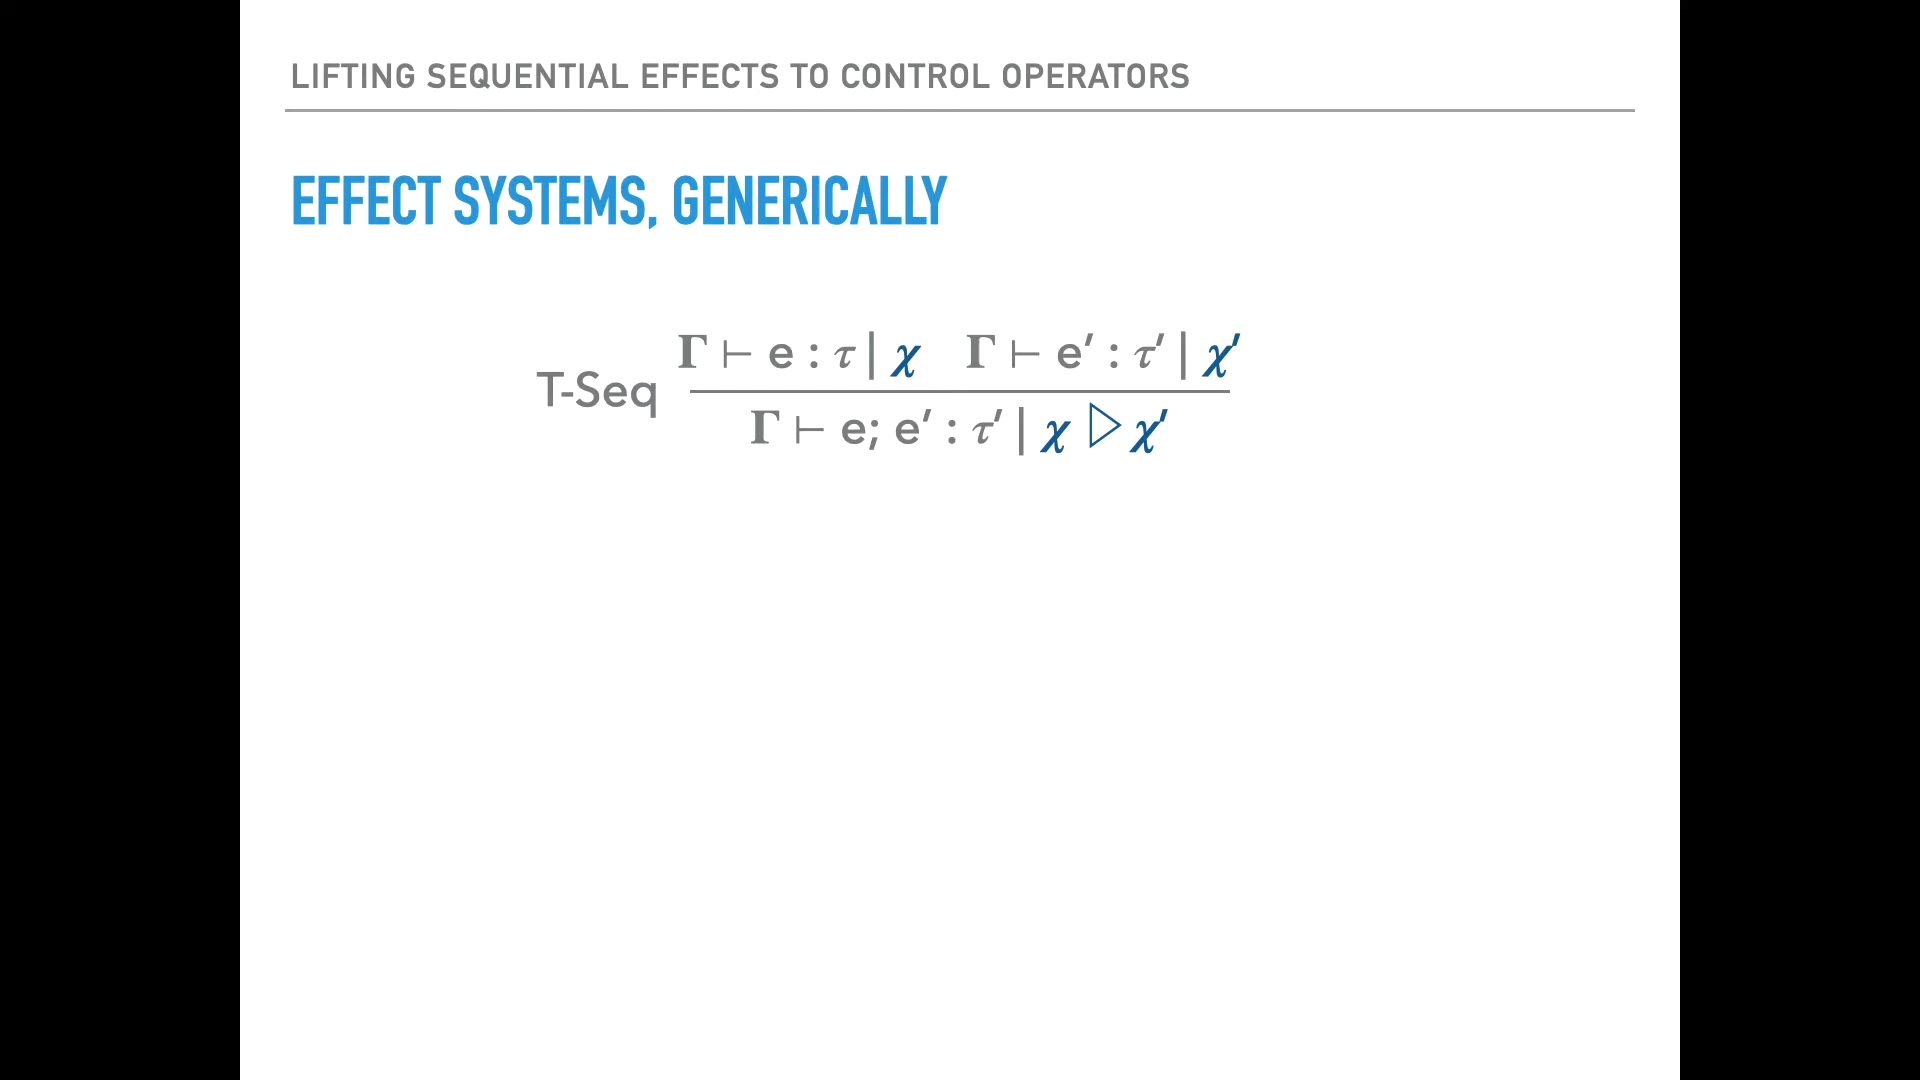 LIFTING SEQUENTIAL EFFECTS TO CONTROL OPERATORS
EFFECT SYSTEMS, GENERICALLY
Γ ⊢ e : τ | χ   Γ ⊢ e′ : τ′ | χ′
T-Seq
Γ ⊢ e; e′ : τ′ | χ ▷ χ′